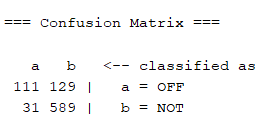 === Confusion Matrix ===
a b <-- classified as
111 129 | a = OFF
31 589 | b = NOT